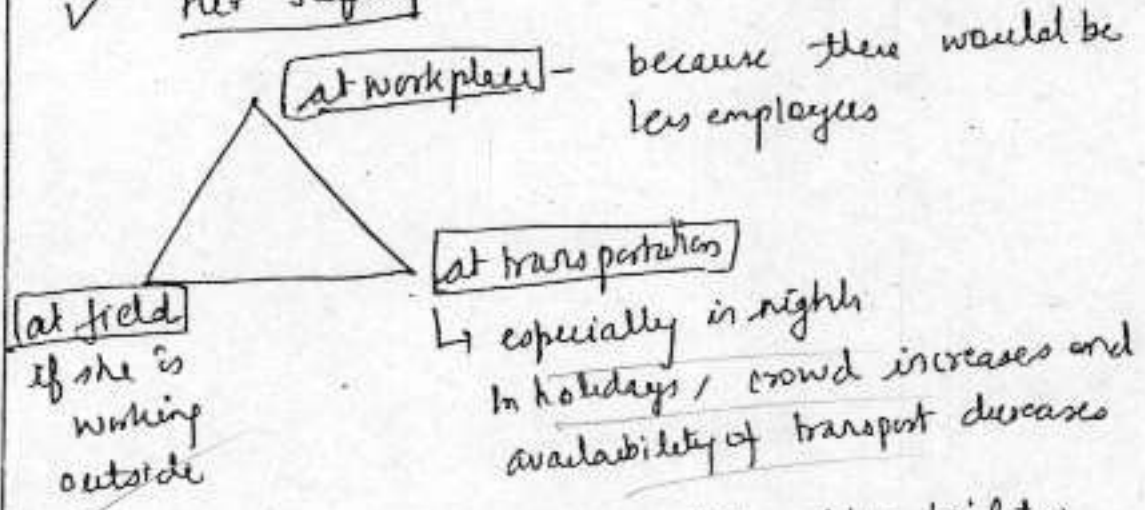 Her
at workplace – because there would be
less employees
at transportation
↳ especially in nights
In holidays, crowd increases and
availability of transport decreases
at field
if she is
working
outside